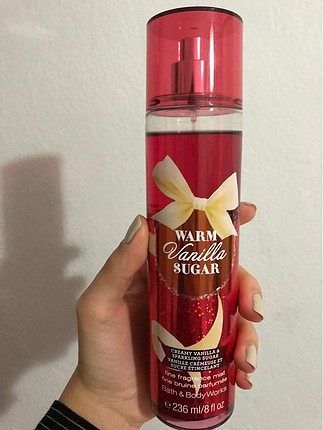 WARM
Vanilla
SUGAR
CREAMY VANILLA &
SPARKLING SUGAR
VANILLE CRÉMEUSE ET
SUCRE ÉTINCELANT
fine fragrance mist
fine bruine parfumée
Bath & Body Works
℮ 236 ml/8 fl oz